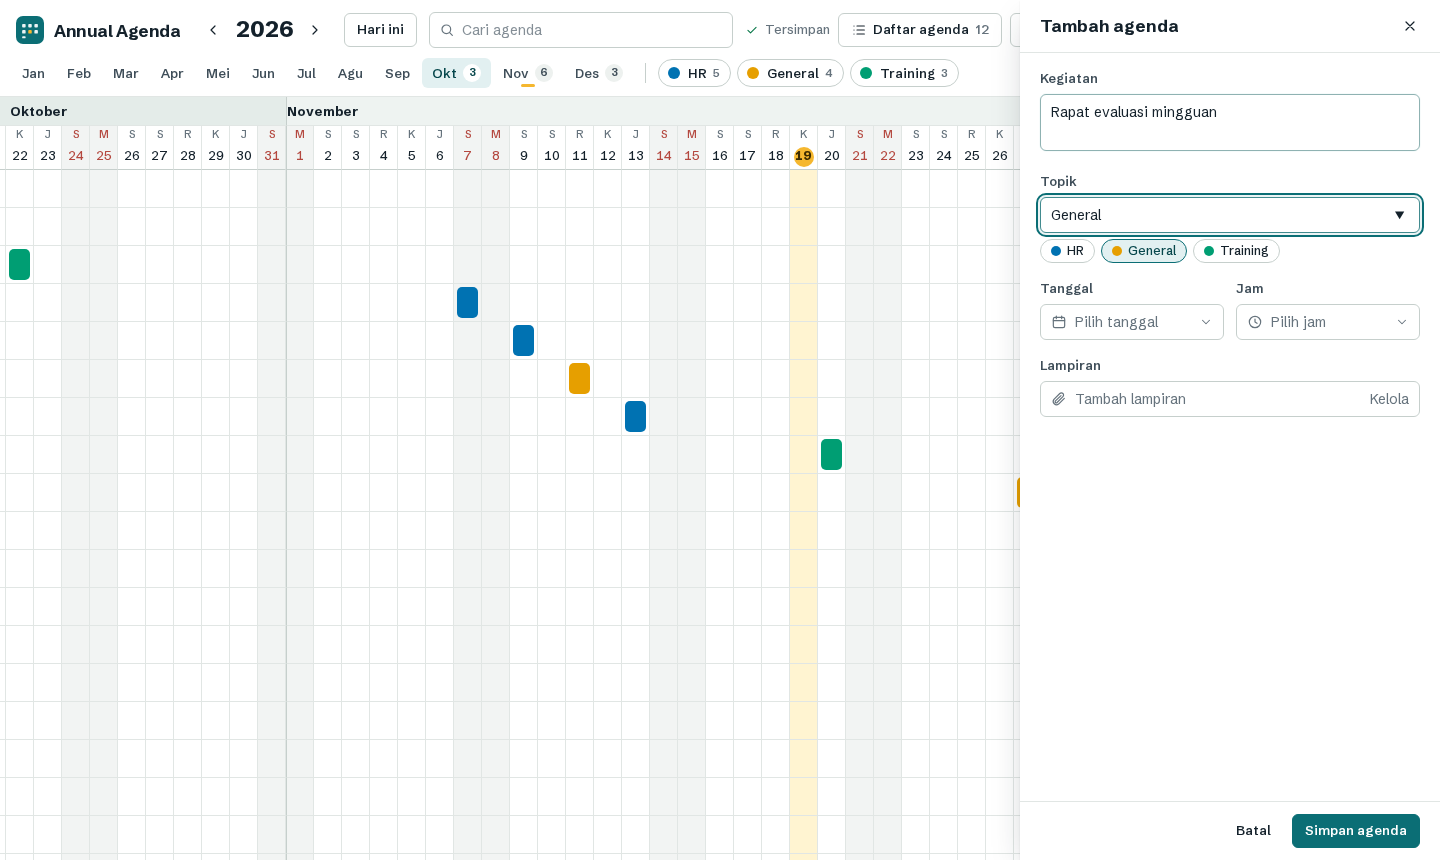 Annual Agenda
2026
Hari ini
Cari agenda
Tersimpan
Daftar agenda 12
Jan Feb Mar Apr Mei Jun Jul Agu Sep Okt 3 Nov 6 Des 3
HR 5
General 4
Training 3
Oktober November
K J S M S S R K J S M S S R K J S M S S R K J S M S S R K J S M S S R K
22 23 24 25 26 27 28 29 30 31 1 2 3 4 5 6 7 8 9 10 11 12 13 14 15 16 17 18 19 20 21 22 23 24 25 26
Tambah agenda
Kegiatan
Rapat evaluasi mingguan
Topik
General
HR General Training
Tanggal Jam
Pilih tanggal Pilih jam
Lampiran
Tambah lampiran Kelola
Batal Simpan agenda